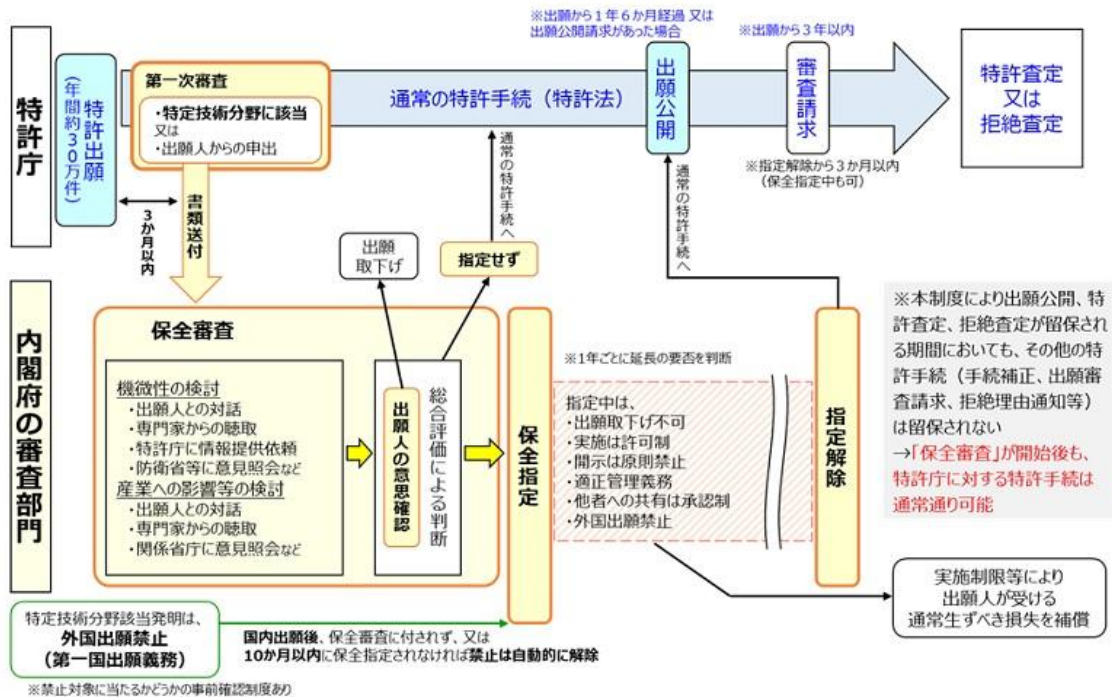 ※出願から１年６か月経過 又は
出願公開請求があった場合
※出願から３年以内
特許庁
特許出願
(年間約３０万件)
第一次審査
・特定技術分野に該当
又は
・出願人からの申出
通常の特許手続（特許法）
出願公開
審査請求
特許査定
又は
拒絶査定
※指定解除から３か月以内
（保全指定中も可）
３か月以内
書類送付
通常の特許手続へ
通常の特許手続へ
出願
取下げ
指定せず
内閣府の審査部門
保全審査
機微性の検討
・出願人との対話
・専門家からの聴取
・特許庁に情報提供依頼
・防衛省等に意見照会など
産業への影響等の検討
・出願人との対話
・専門家からの聴取
・関係省庁に意見照会など
出願人の意思確認
総合評価による判断
保全指定
※1年ごとに延長の要否を判断
指定中は、
・出願取下げ不可
・実施は許可制
・開示は原則禁止
・適正管理義務
・他者への共有は承認制
・外国出願禁止
指定解除
※本制度により出願公開、特
許査定、拒絶査定が留保され
る期間においても、その他の特
許手続（手続補正、出願審
査請求、拒絶理由通知等）
は留保されない
→「保全審査」が開始後も、
特許庁に対する特許手続は
通常通り可能
実施制限等により
出願人が受ける
通常生ずべき損失を補償
特定技術分野該当発明は、
外国出願禁止
（第一国出願義務）
国内出願後、保全審査に付されず、又は
10か月以内に保全指定されなければ禁止は自動的に解除
※禁止対象に当たるかどうかの事前確認制度あり